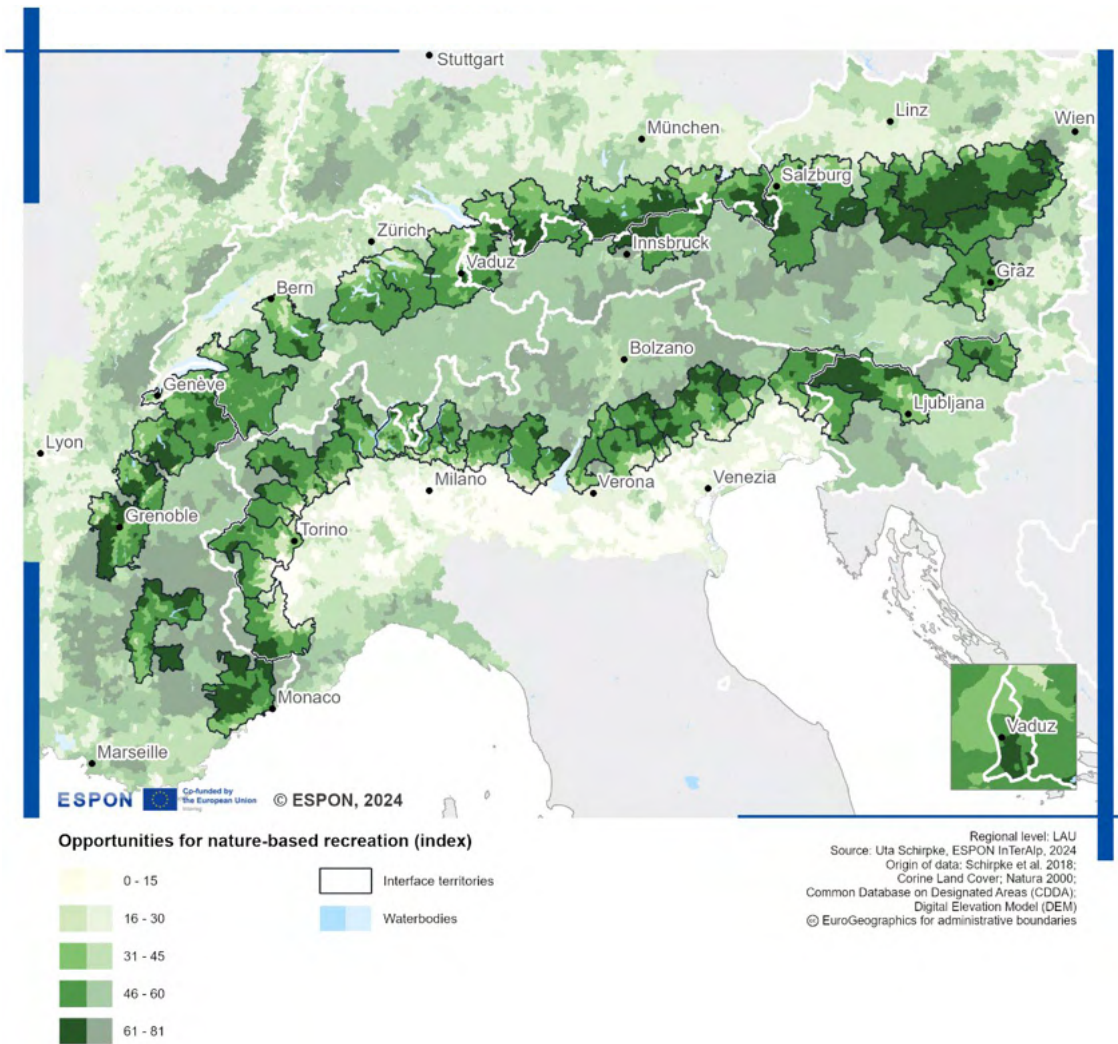 Stuttgart
Linz
Wien
München
Salzburg
Zürich
Innsbruck
Vaduz
Graz
Bern
Bolzano
Genève
Ljubljana
Lyon
Milano
Verona
Venezia
Grenoble
Torino
Monaco
Vaduz
Marseille
ESPON
Co-funded by
the European Union
Interreg
© ESPON, 2024
Opportunities for nature-based recreation (index)
0 - 15
16 - 30
31 - 45
46 - 60
61 - 81
Interface territories
Waterbodies
Regional level: LAU
Source: Uta Schirpke, ESPON InTerAlp, 2024
Origin of data: Schirpke et al. 2018;
Corine Land Cover; Natura 2000;
Common Database on Designated Areas (CDDA);
Digital Elevation Model (DEM)
© EuroGeographics for administrative boundaries